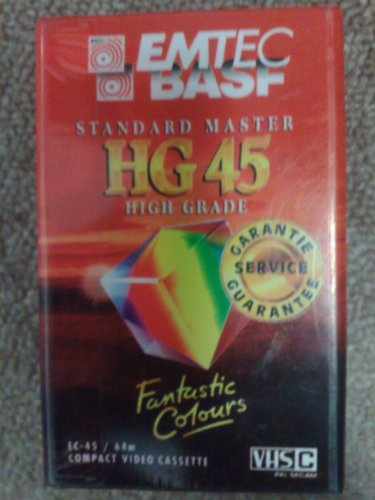 EMTEC
BASF
STANDARD MASTER
HG 45
HIGH GRADE
GARANTIE
SERVICE
GUARANTEE
Fantastic
Colours
EC-45 / 64m
COMPACT VIDEO CASSETTE
VHS C
PAL SECAM